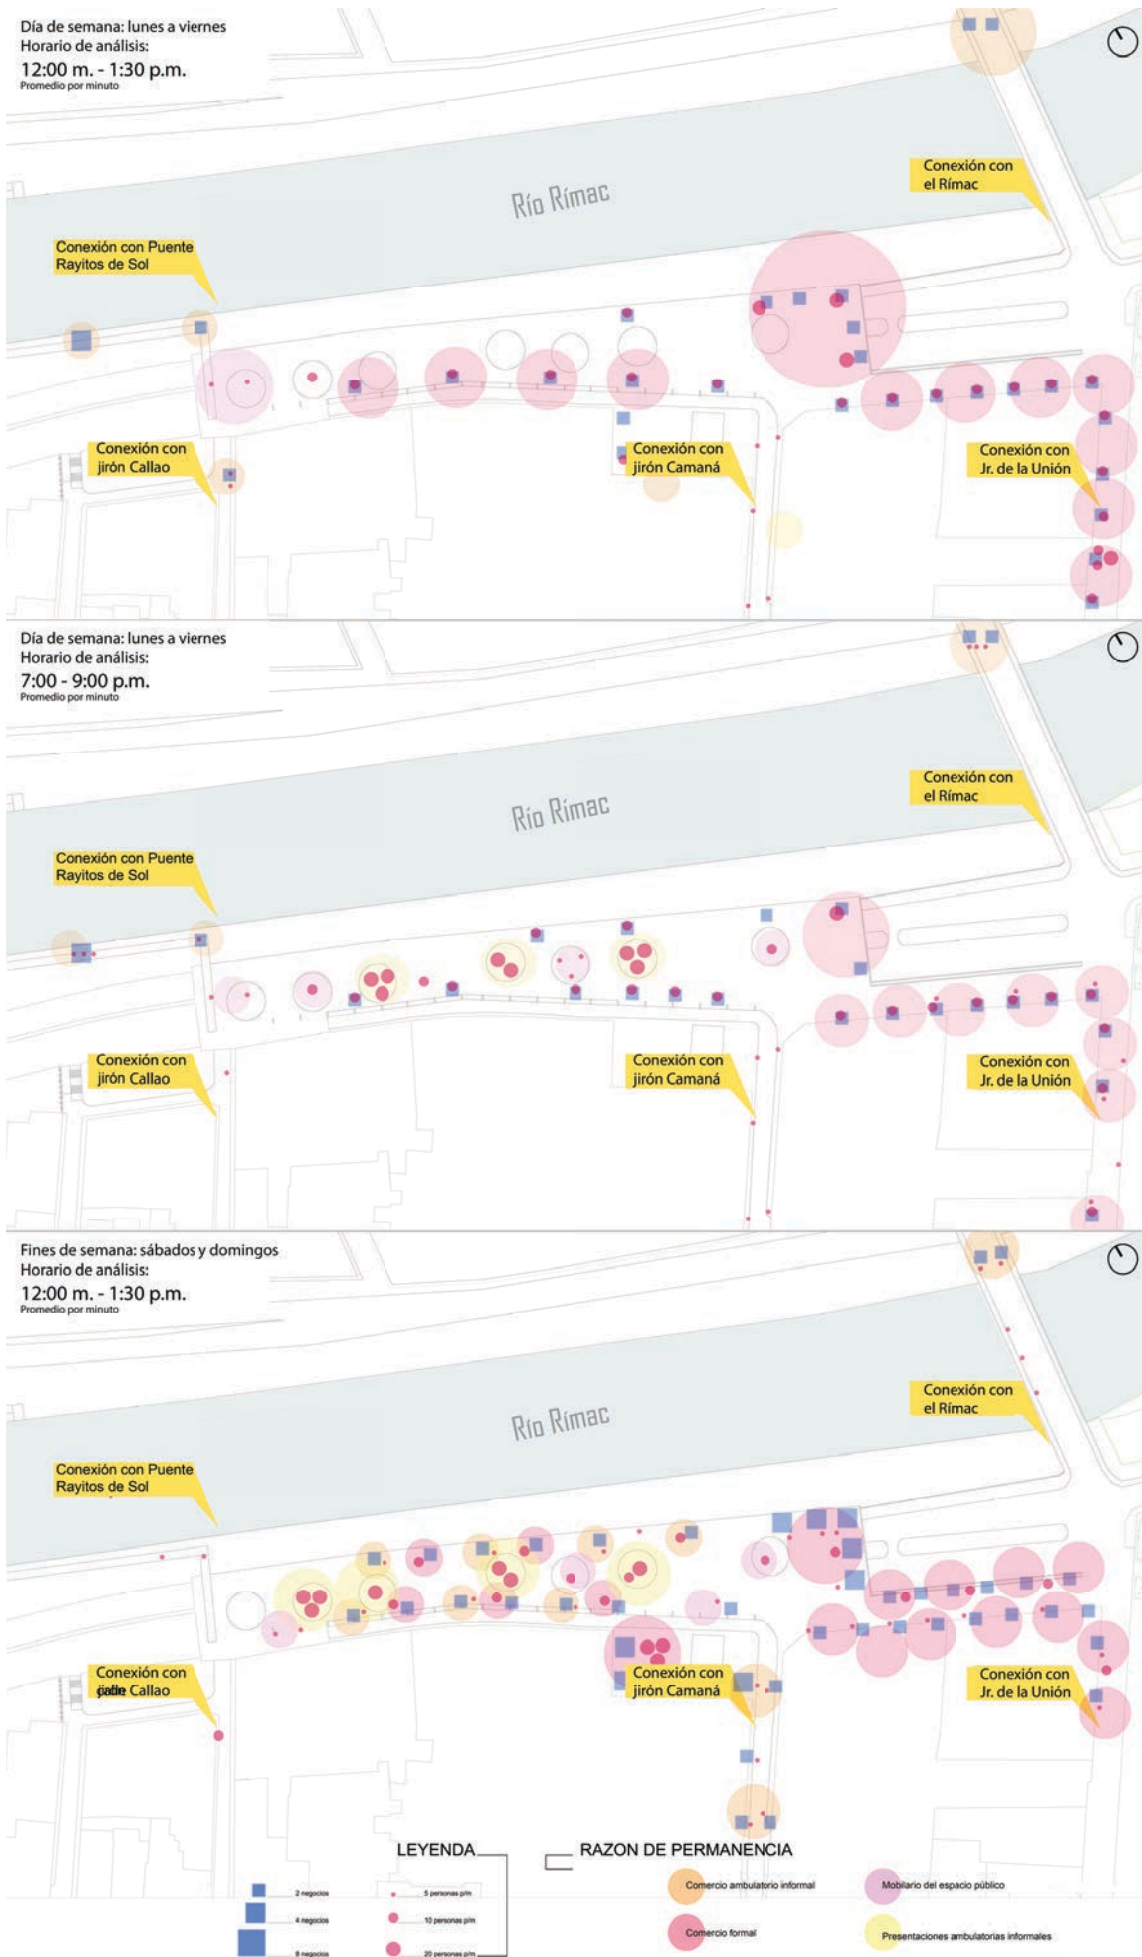 Día de semana: lunes a viernes
Horario de análisis:
12:00 m. - 1:30 p.m.
Promedio por minuto
Conexión con
el Rímac
Río Rímac
Conexión con Puente
Rayitos de Sol
Conexión con
jirón Callao
Conexión con
jirón Camaná
Conexión con
Jr. de la Unión
Día de semana: lunes a viernes
Horario de análisis:
7:00 - 9:00 p.m.
Promedio por minuto
Conexión con
el Rímac
Río Rímac
Conexión con Puente
Rayitos de Sol
Conexión con
jirón Callao
Conexión con
jirón Camaná
Conexión con
Jr. de la Unión
Fines de semana: sábados y domingos
Horario de análisis:
12:00 m. - 1:30 p.m.
Promedio por minuto
Conexión con
el Rímac
Río Rímac
Conexión con Puente
Rayitos de Sol
Conexión con
Callao
Conexión con
jirón Camaná
Conexión con
Jr. de la Unión
LEYENDA
2 negocios
4 negocios
8 negocios
5 personas p/m
10 personas p/m
20 personas p/m
RAZON DE PERMANENCIA
Comercio ambulatorio informal
Comercio formal
Mobiliario del espacio público
Presentaciones ambulatorias informales